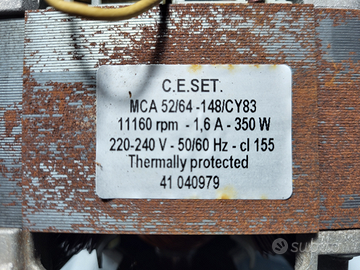 C.E.SET.
MCA 52/64 -148/CY83
11160 rpm - 1,6 A - 350 W
220-240 V - 50/60 Hz - cl 155
Thermally protected
41 040979
subito